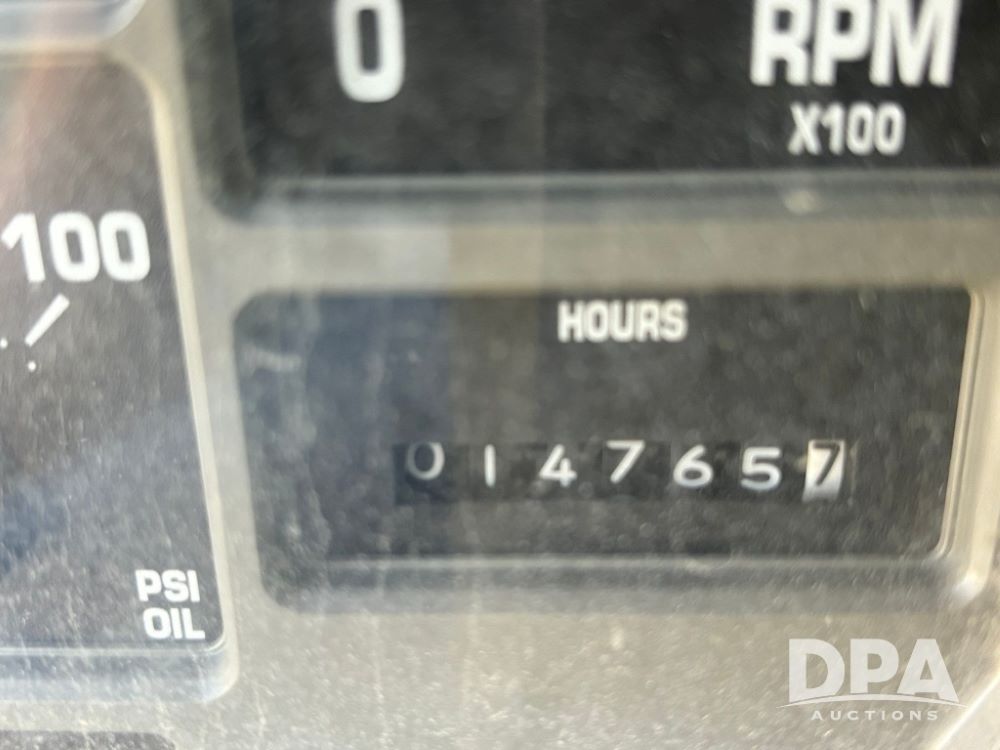 0
RPM
X100
100
HOURS
0147657
PSI
OIL
DPA
AUCTIONS